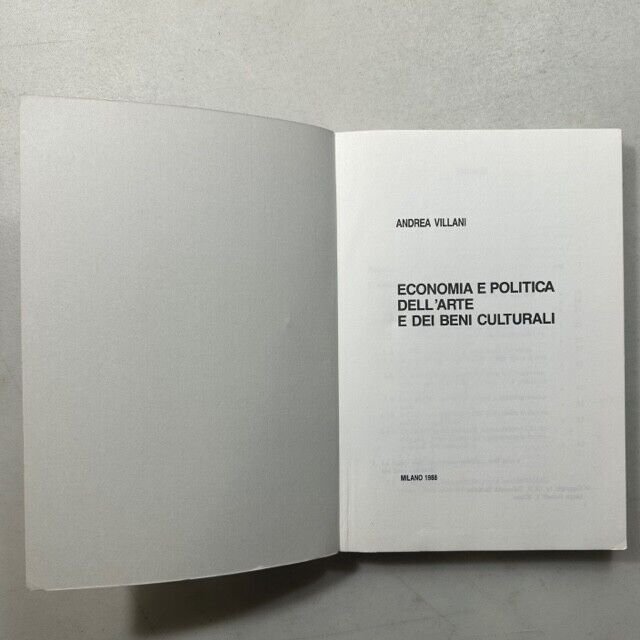 ANDREA VILLANI
ECONOMIA E POLITICA
DELL'ARTE
E DEI BENI CULTURALI
MILANO 1988